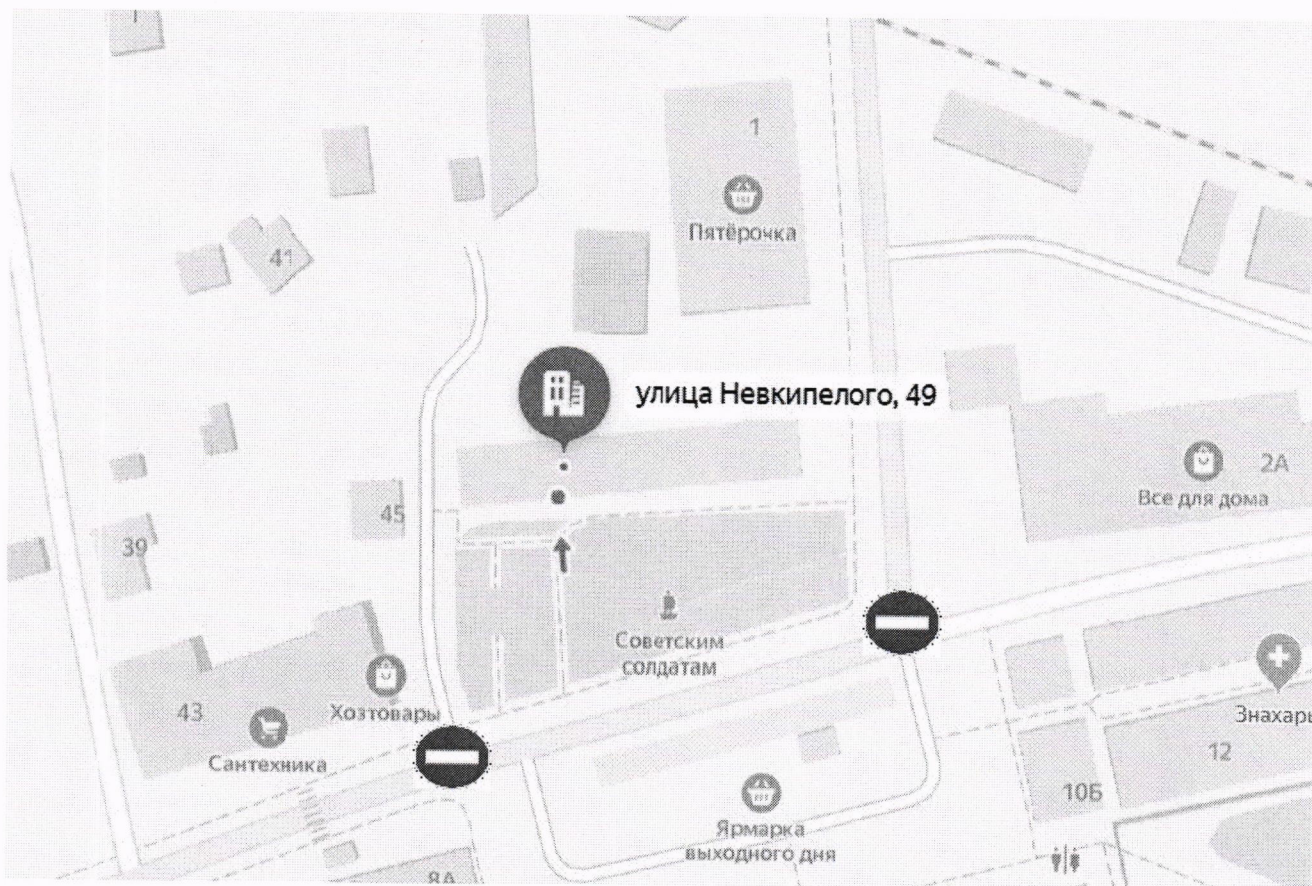 1
Пятёрочка
41
улица Невкипелого, 49
2А
Все для дома
45
39
Советским
солдатам
43
Хозтовары
Сантехника
Знахарь
12
10Б
Ярмарка
выходного дня
8А